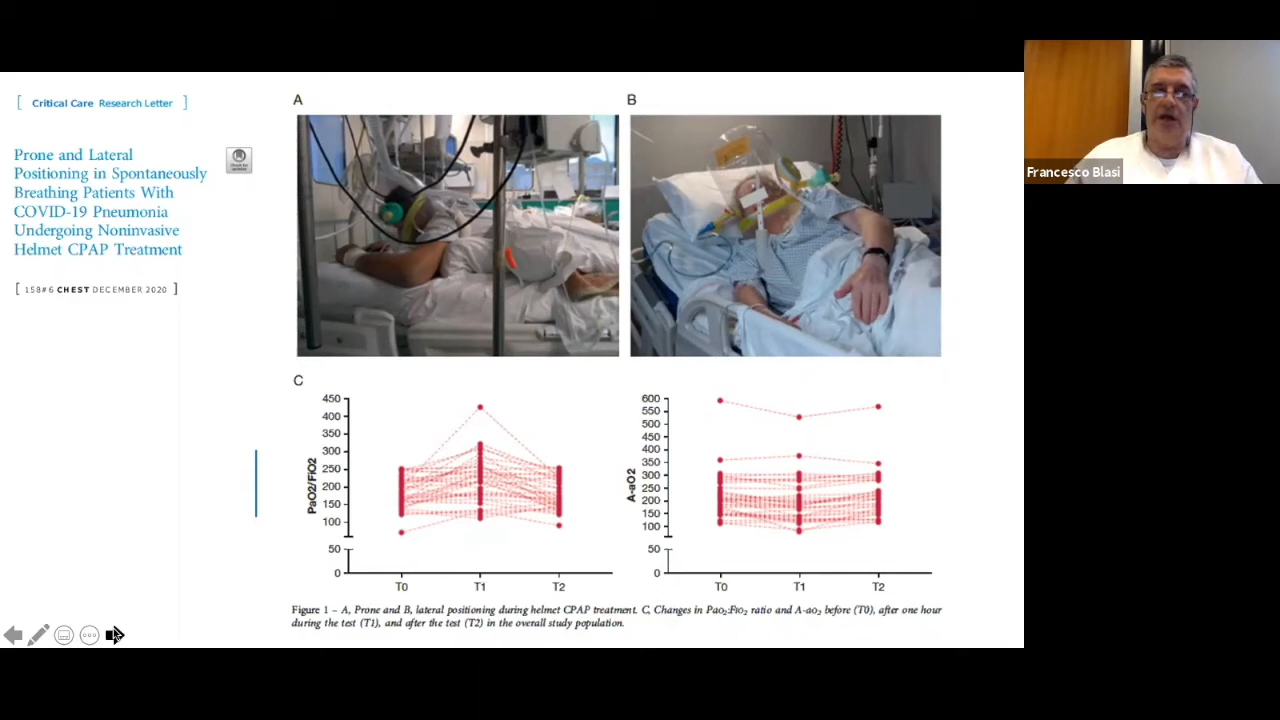 [ Critical Care Research Letter ]
Prone and Lateral
Positioning in Spontaneously
Breathing Patients With
COVID-19 Pneumonia
Undergoing Noninvasive
Helmet CPAP Treatment
[ 158#6 CHEST DECEMBER 2020 ]
Check for
updates
A
B
C
PaO2/FiO2
450
400
350
300
250
200
150
100
50
0
T0 T1 T2
A-aO2
600
550
500
450
400
350
300
250
200
150
100
50
0
T0 T1 T2
Figure 1 – A, Prone and B, lateral positioning during helmet CPAP treatment. C, Changes in PaO₂:FIO₂ ratio and A-aO₂ before (T0), after one hour
during the test (T1), and after the test (T2) in the overall study population.
Francesco Blasi